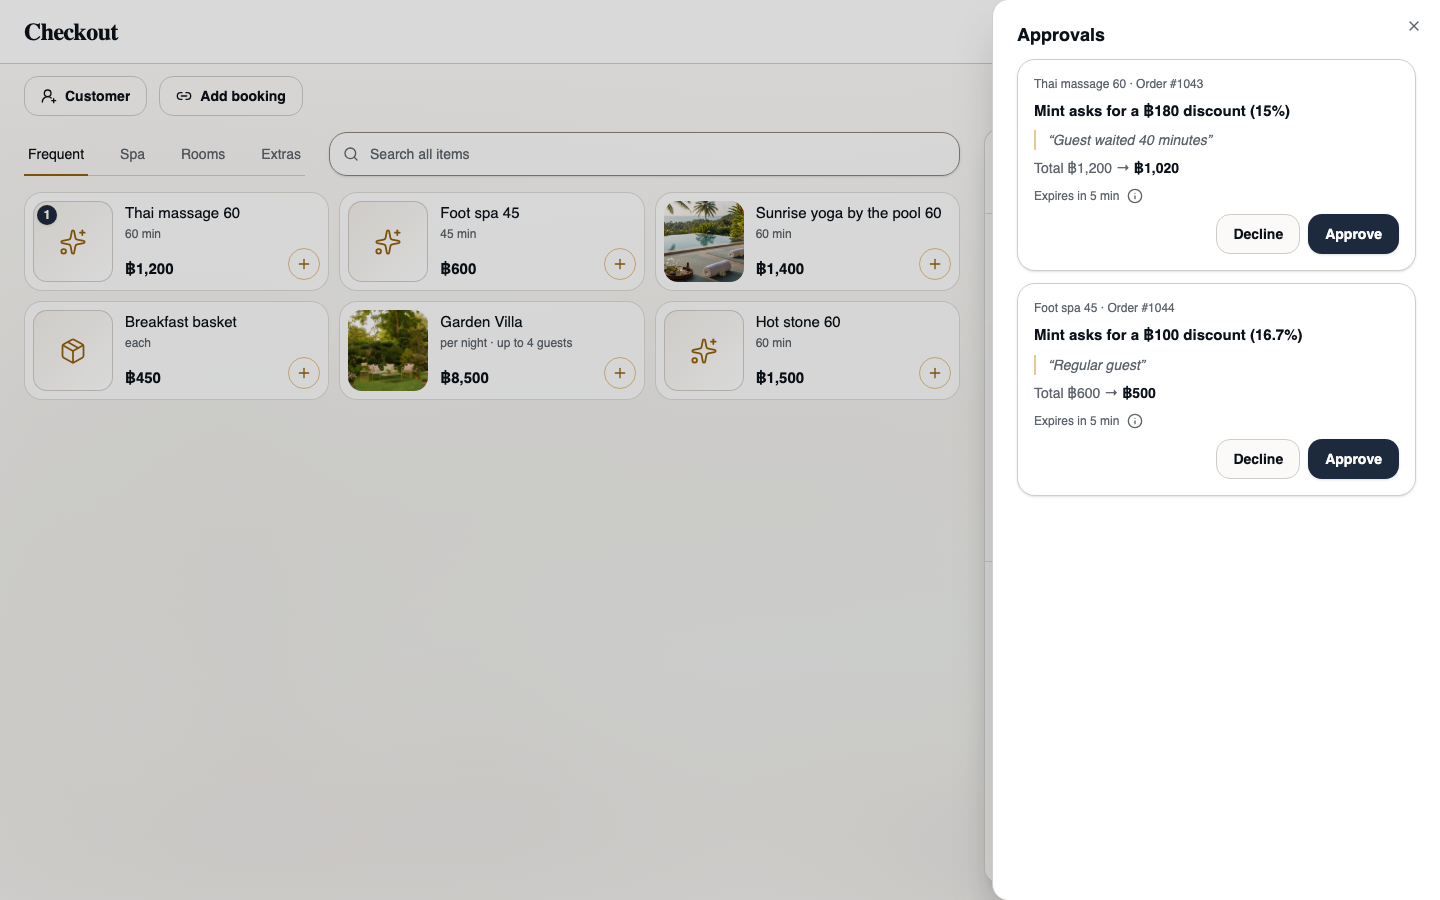 Checkout
Customer
Add booking
Frequent
Spa
Rooms
Extras
Search all items
1
Thai massage 60
60 min
฿1,200
Foot spa 45
45 min
฿600
Sunrise yoga by the pool 60
60 min
฿1,400
Breakfast basket
each
฿450
Garden Villa
per night · up to 4 guests
฿8,500
Hot stone 60
60 min
฿1,500
Approvals
Thai massage 60 · Order #1043
Mint asks for a ฿180 discount (15%)
“Guest waited 40 minutes”
Total ฿1,200 → ฿1,020
Expires in 5 min
Decline
Approve
Foot spa 45 · Order #1044
Mint asks for a ฿100 discount (16.7%)
“Regular guest”
Total ฿600 → ฿500
Expires in 5 min
Decline
Approve